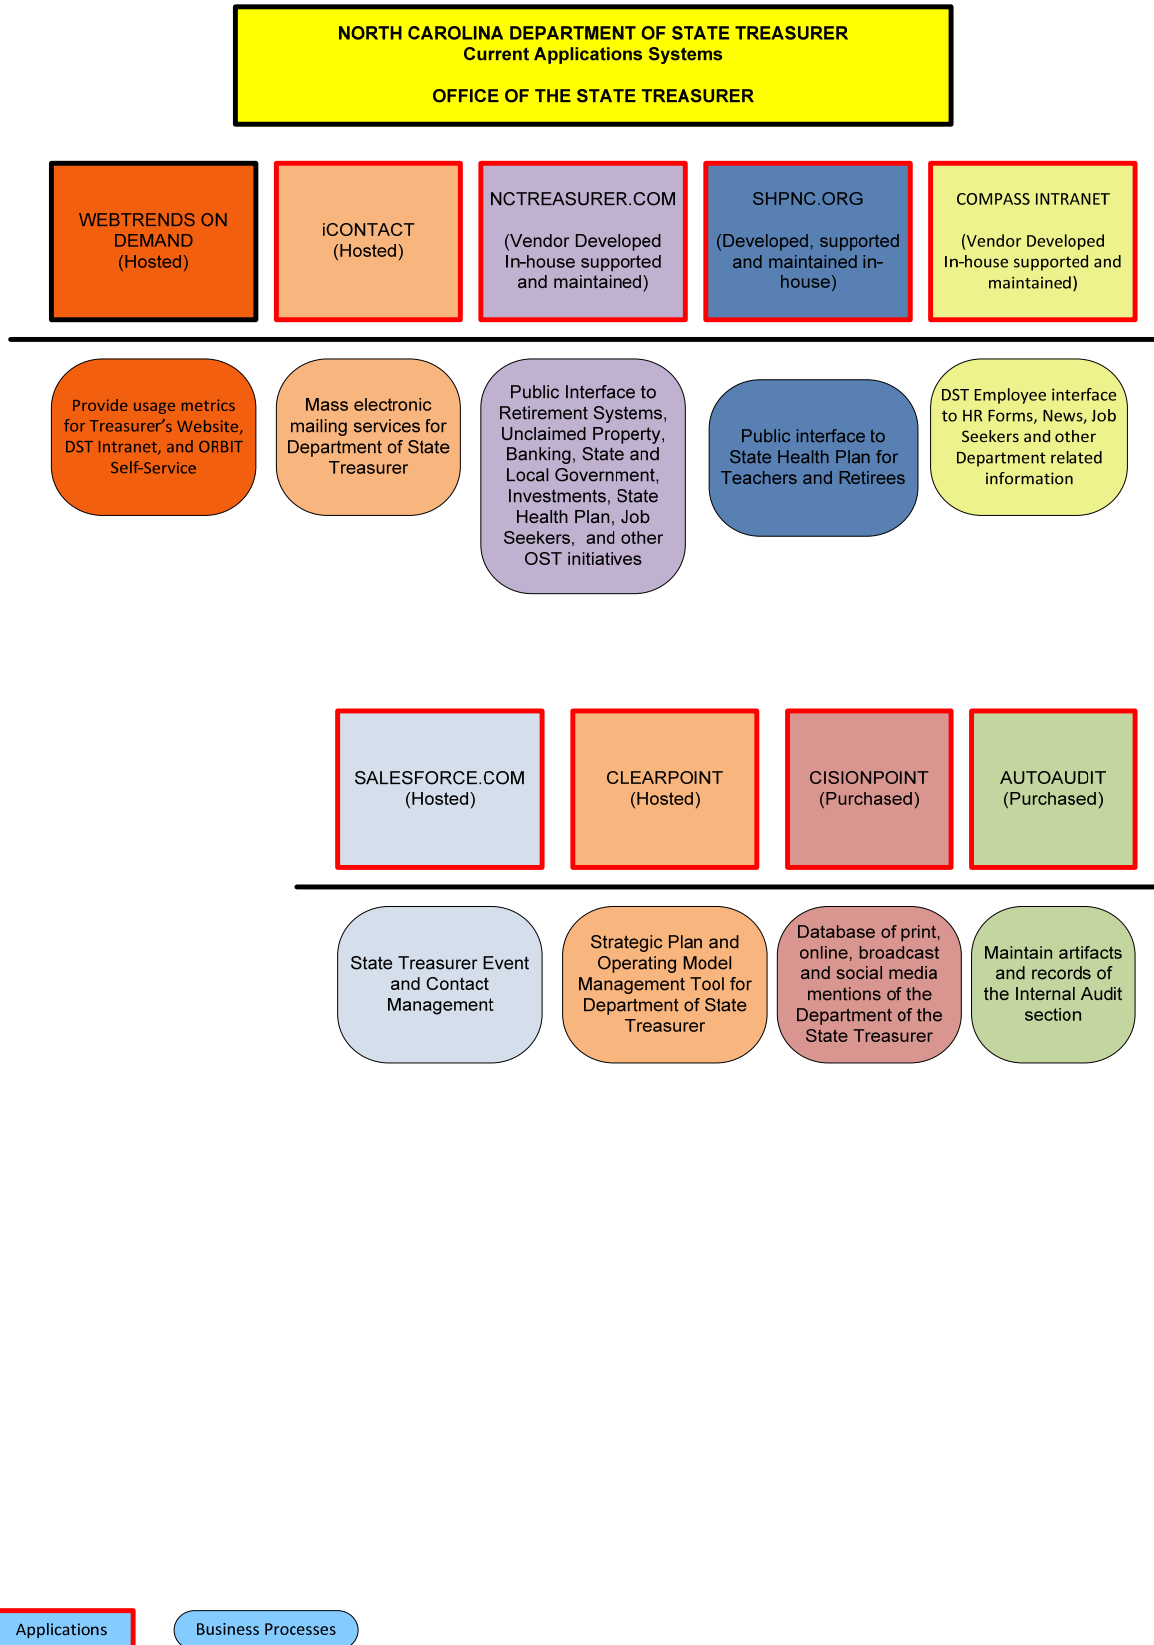 NORTH CAROLINA DEPARTMENT OF STATE TREASURER
Current Applications Systems
OFFICE OF THE STATE TREASURER
WEBTRENDS ON
DEMAND
(Hosted)
iCONTACT
(Hosted)
NCTREASURER.COM
(Vendor Developed
In-house supported
and maintained)
SHPNC.ORG
(Developed, supported
and maintained in-
house)
COMPASS INTRANET
(Vendor Developed
In-house supported and
maintained)
Provide usage metrics
for Treasurer's Website,
DST Intranet, and ORBIT
Self-Service
Mass electronic
mailing services for
Department of State
Treasurer
Public Interface to
Retirement Systems,
Unclaimed Property,
Banking, State and
Local Government,
Investments, State
Health Plan, Job
Seekers,  and other
OST initiatives
Public interface to
State Health Plan for
Teachers and Retirees
DST Employee interface
to HR Forms, News, Job
Seekers and other
Department related
information
SALESFORCE.COM
(Hosted)
CLEARPOINT
(Hosted)
CISIONPOINT
(Purchased)
AUTOAUDIT
(Purchased)
State Treasurer Event
and Contact
Management
Strategic Plan and
Operating Model
Management Tool for
Department of State
Treasurer
Database of print,
online, broadcast
and social media
mentions of the
Department of the
State Treasurer
Maintain artifacts
and records of
the Internal Audit
section
Applications
Business Processes